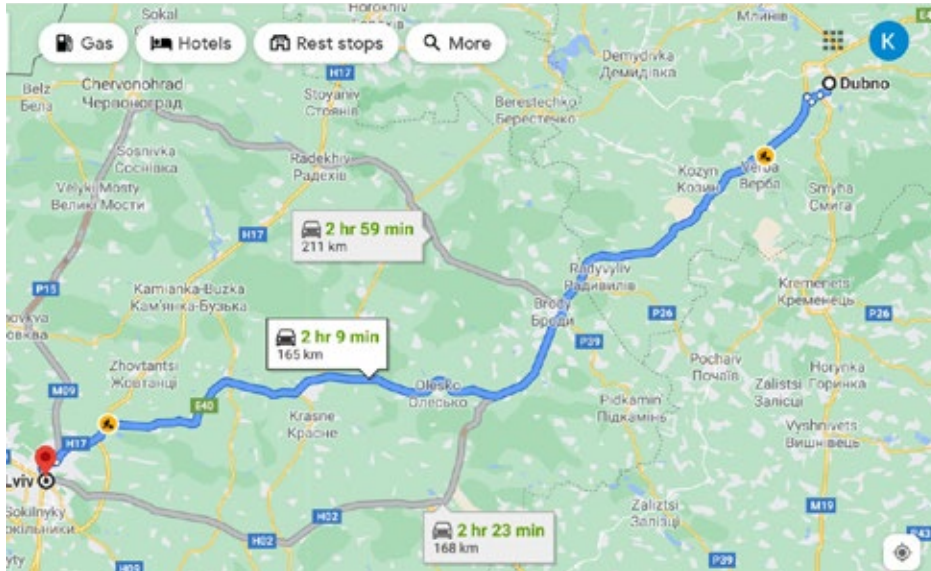 Sokal
Сокаль
Horokhiv
Млинів
Gas
Hotels
Rest stops
More
K
Demydivka
Демидівка
Dubno
Belz
Белз
Chervonohrad
Червоноград
H17
Stoyaniv
Стоянів
Berestechko
Берестечко
Sosnivka
Соснівка
Radekhiv
Радехів
Kozyn
Козин
Verba
Верба
Smyha
Смига
Velyki Mosty
Великі Мости
H17
2 hr 59 min
211 km
P15
Kamianka-Buzka
Кам'янка-Бузька
Radyvyliv
Радивилів
Brody
Броди
Kremenets
Кременець
P26
P26
2 hr 9 min
165 km
P39
Zhovtantsi
Жовтанці
M09
E40
Olesko
Олесько
Pochaiv
Почаїв
Horynka
Горинка
Zalistsi
Залісці
Krasne
Красне
Pidkamin
Підкамінь
Vyshnivets
Вишнівець
H17
Lviv
Sokilnyky
H02
H02
2 hr 23 min
168 km
Zaliztsi
Залізці
M19
H09
P39